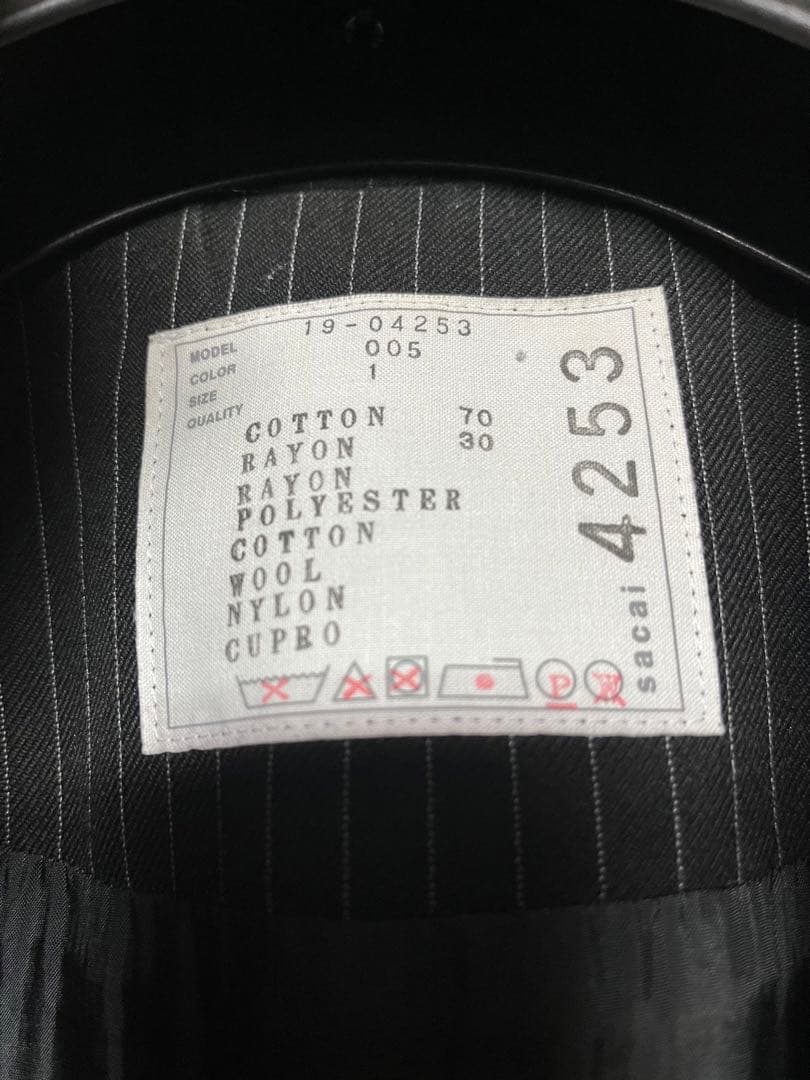 MODEL 19-04253
COLOR 005
SIZE 1
QUALITY
COTTON 70
RAYON 30
RAYON
POLYESTER
COTTON
WOOL
NYLON
CUPRO
P
sacai 4253